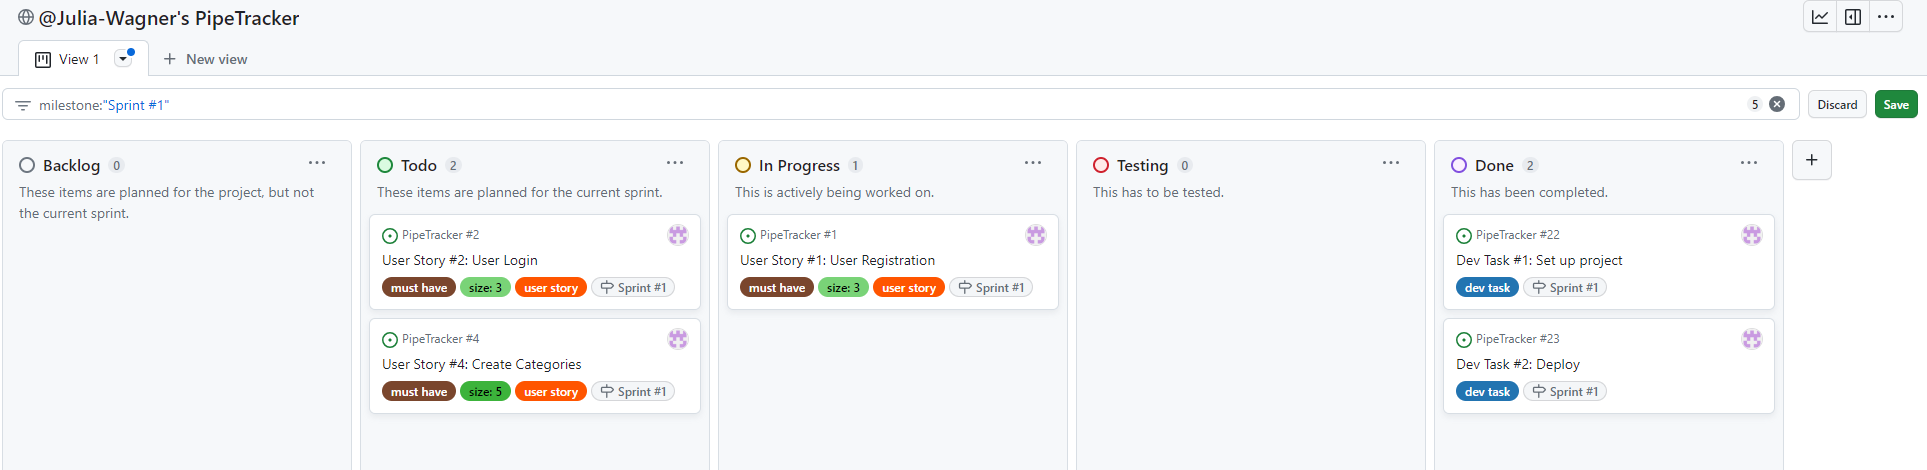 @Julia-Wagner's PipeTracker
View 1
New view
milestone:"Sprint #1"
5
Discard
Save
Backlog 0
These items are planned for the project, but not
the current sprint.
Todo 2
These items are planned for the current sprint.
PipeTracker #2
User Story #2: User Login
must have size: 3 user story Sprint #1
PipeTracker #4
User Story #4: Create Categories
must have size: 5 user story Sprint #1
In Progress 1
This is actively being worked on.
PipeTracker #1
User Story #1: User Registration
must have size: 3 user story Sprint #1
Testing 0
This has to be tested.
Done 2
This has been completed.
PipeTracker #22
Dev Task #1: Set up project
dev task Sprint #1
PipeTracker #23
Dev Task #2: Deploy
dev task Sprint #1